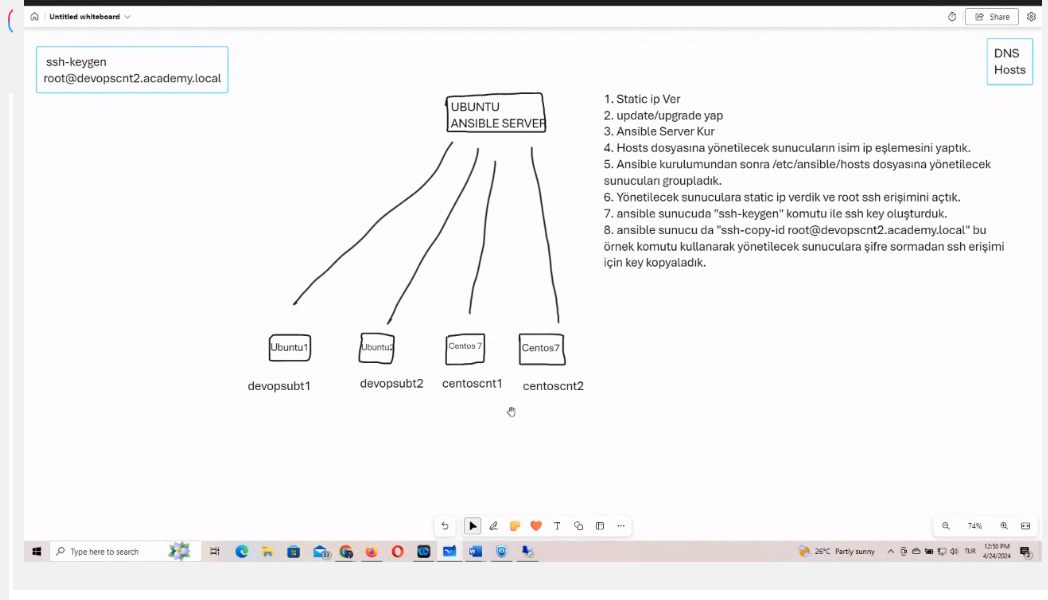 Untitled whiteboard
Share
ssh-keygen
root@devopscnt2.academy.local
DNS
Hosts
UBUNTU
ANSIBLE SERVER
1. Static ip Ver
2. update/upgrade yap
3. Ansible Server Kur
4. Hosts dosyasına yönetilecek sunucuların isim ip eşlemesini yaptık.
5. Ansible kurulumundan sonra /etc/ansible/hosts dosyasına yönetilecek
sunucuları groupladık.
6. Yönetilecek sunuculara static ip verdik ve root ssh erişimini açtık.
7. ansible sunucuda "ssh-keygen" komutu ile ssh key oluşturduk.
8. ansible sunucu da "ssh-copy-id root@devopscnt2.academy.local" bu
örnek komutu kullanarak yönetilecek sunuculara şifre sormadan ssh erişimi
için key kopyaladık.
Ubuntu1
Ubuntu2
Centos 7
Centos7
devopsubt1
devopsubt2
centoscnt1
centoscnt2
74%
Type here to search
26°C Partly sunny
TUR
12:50 PM
4/24/2024